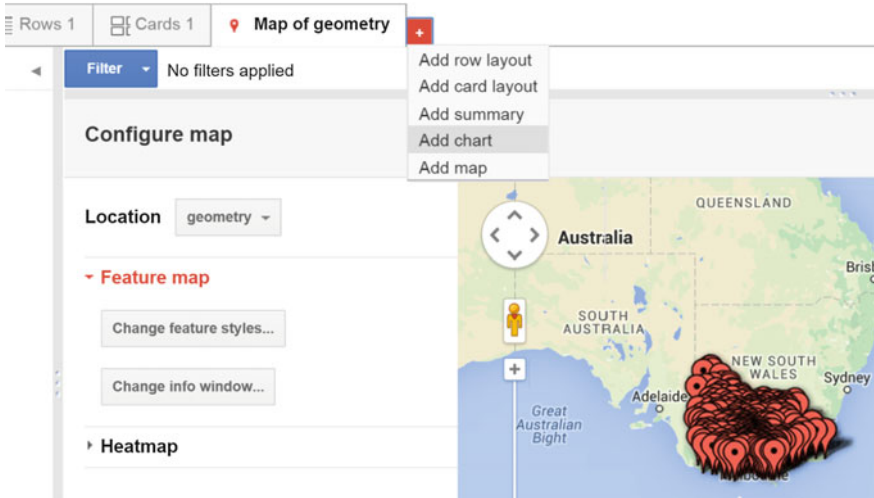 Rows 1
Cards 1
Map of geometry
+
Add row layout
Add card layout
Add summary
Add chart
Add map
Filter
No filters applied
Configure map
Location
geometry
Feature map
Change feature styles...
Change info window...
Heatmap
QUEENSLAND
Australia
Brisb
SOUTH
AUSTRALIA
NEW SOUTH
WALES
Sydney
Adelaide
Great
Australian
Bight